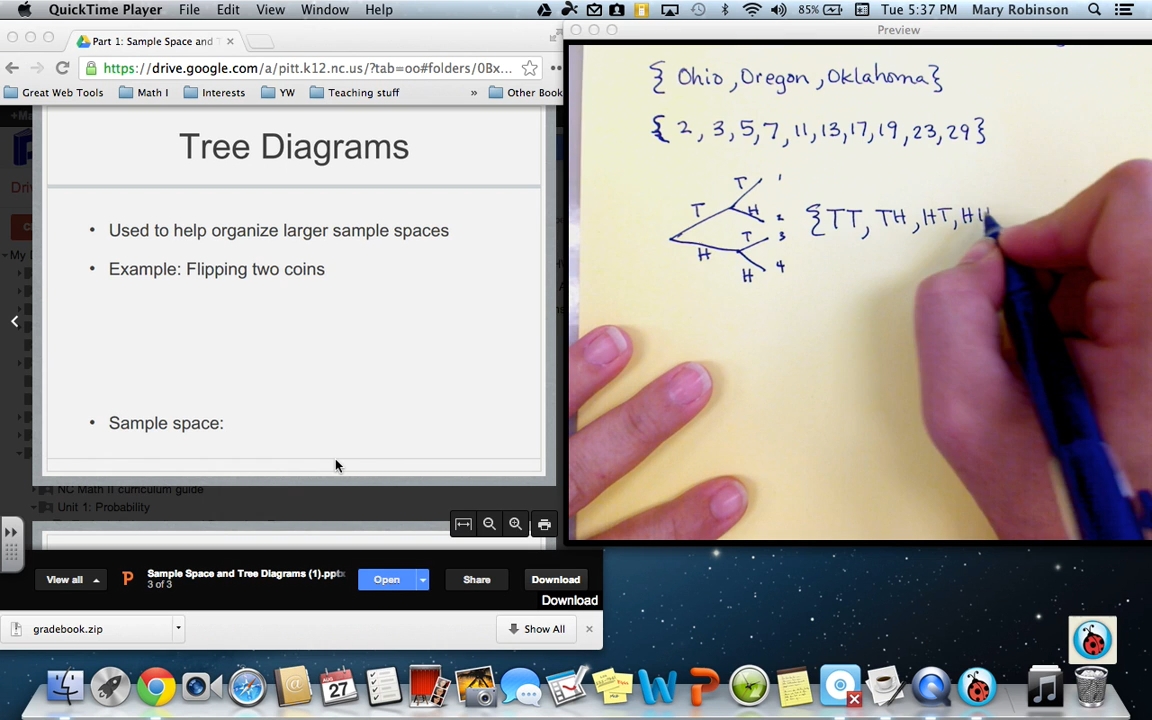 QuickTime Player File Edit View Window Help 85% Tue 5:37 PM Mary Robinson
Part 1: Sample Space and T
https://drive.google.com/a/pitt.k12.nc.us/?tab=oo#folders/0Bx...
Great Web Tools Math I Interests YW Teaching stuff » Other Book
Tree Diagrams
• Used to help organize larger sample spaces
• Example: Flipping two coins
• Sample space:
NC Math II curriculum guide
Unit 1: Probability
View all Sample Space and Tree Diagrams (1).pptx Open Share Download
3 of 3
Download
gradebook.zip Show All
Preview
{ Ohio, Oregon, Oklahoma}
{ 2, 3, 5, 7, 11, 13, 17, 19, 23, 29}
T 1
T H 2
T 3
H H 4
{TT, TH, HT, HH
AUG
27